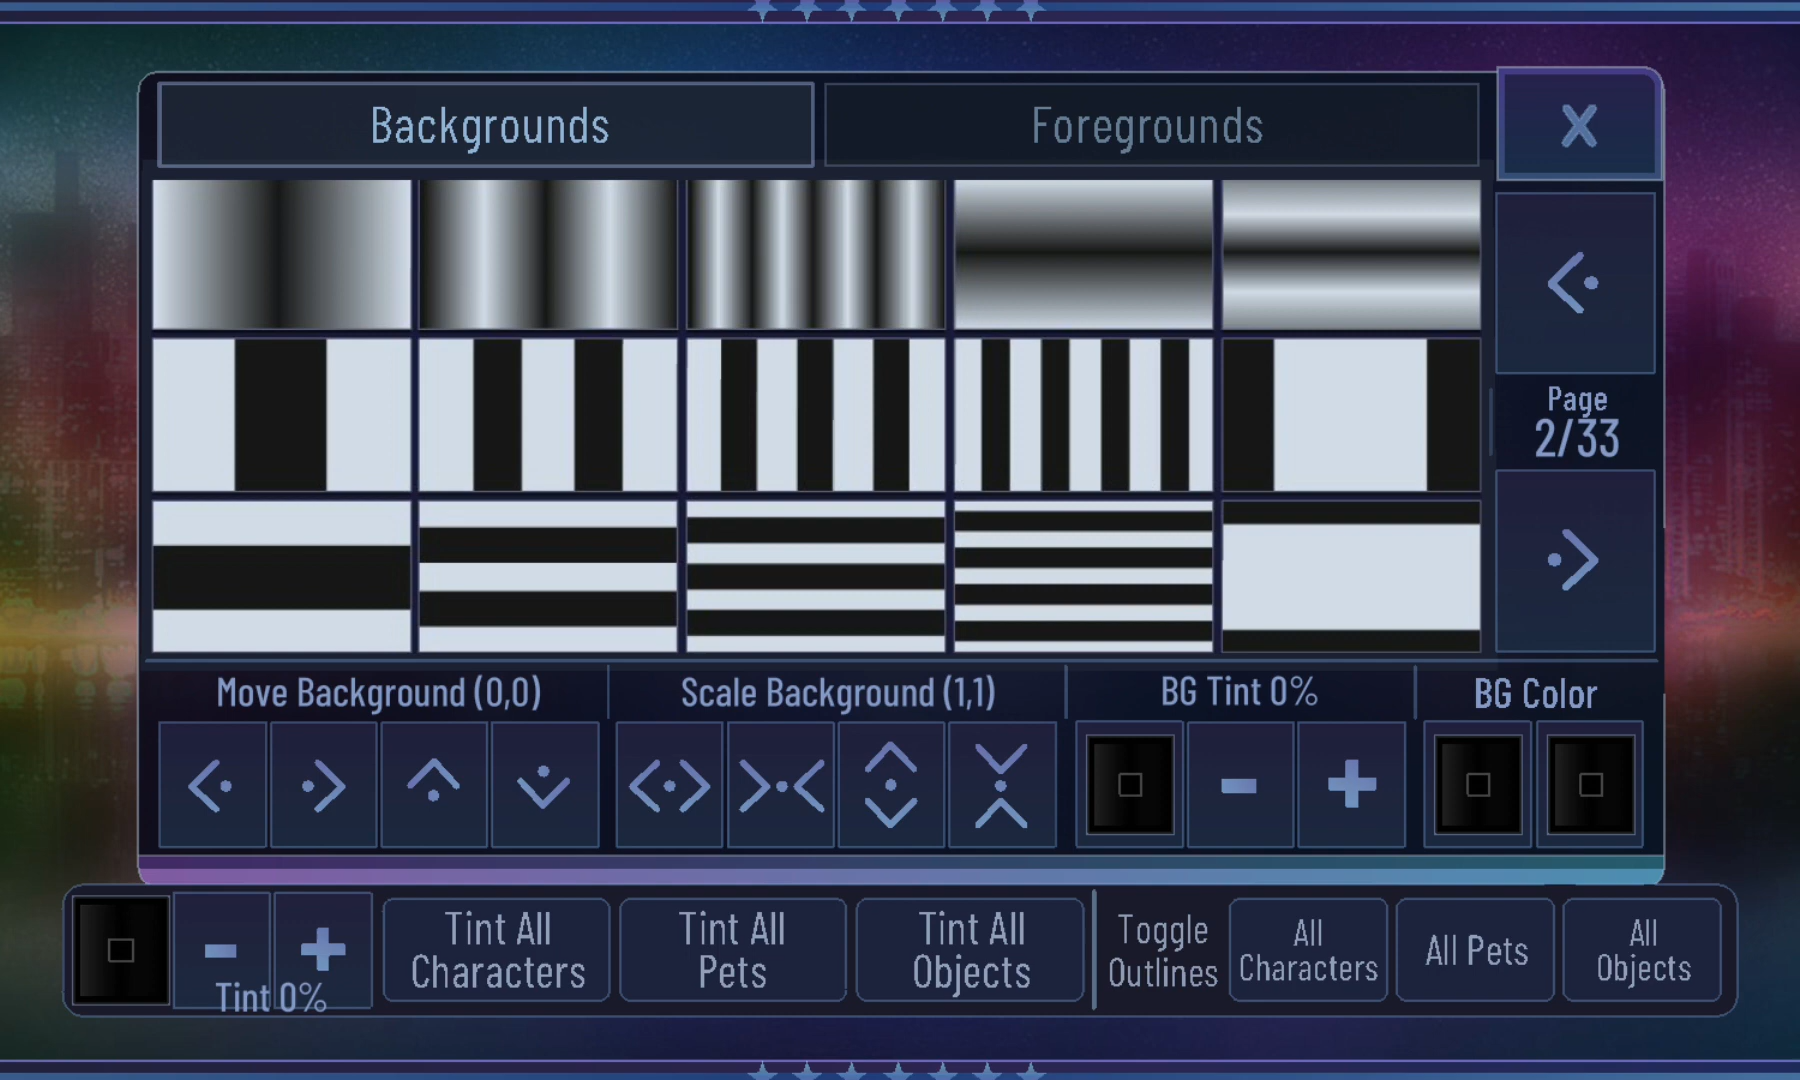 Backgrounds
Foregrounds
X
Page
2/33
Move Background (0,0)
Scale Background (1,1)
BG Tint 0%
BG Color
Tint 0%
Tint All
Characters
Tint All
Pets
Tint All
Objects
Toggle
Outlines
All
Characters
All Pets
All
Objects